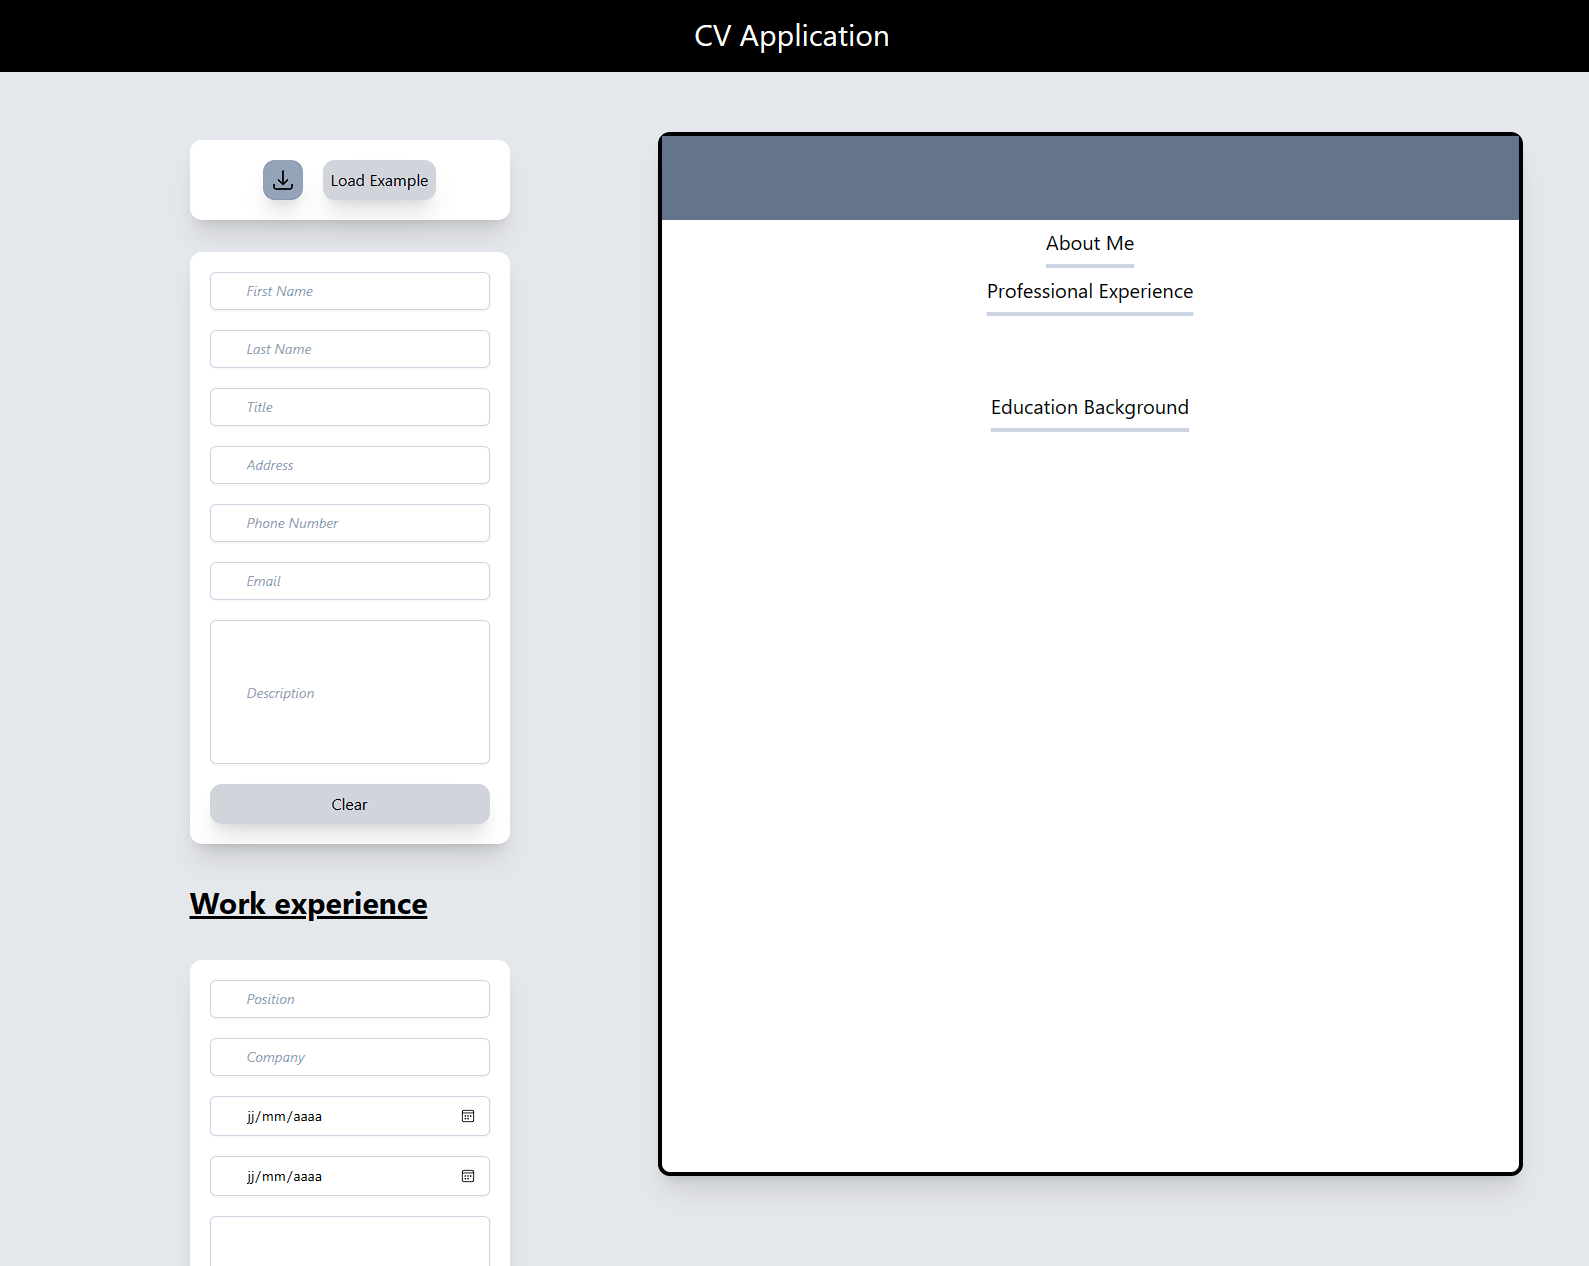 CV Application
Load Example
First Name
Last Name
Title
Address
Phone Number
Email
Description
Clear
Work experience
Position
Company
jj/mm/aaaa
jj/mm/aaaa
About Me
Professional Experience
Education Background